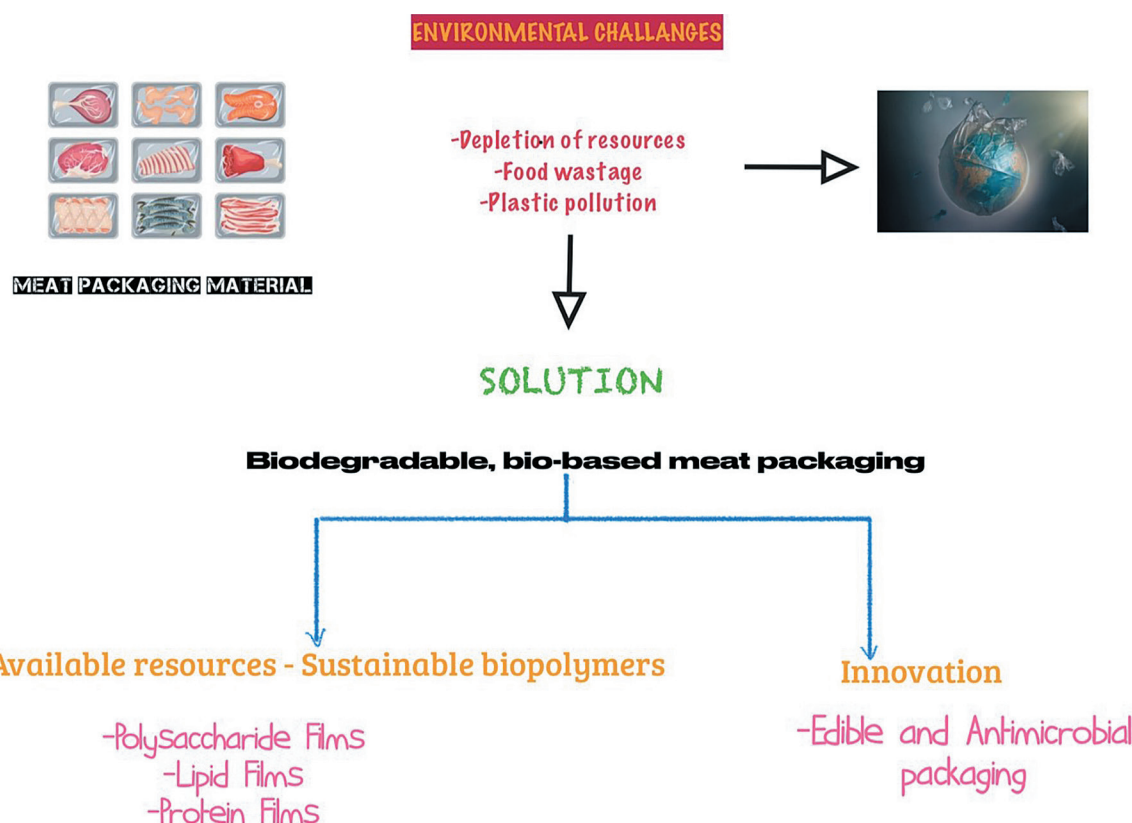 ENVIRONMENTAL CHALLANGES
-Depletion of resources
-Food wastage
-Plastic pollution
MEAT PACKAGING MATERIAL
SOLUTION
Biodegradable, bio-based meat packaging
Available resources - Sustainable biopolymers
-Polysaccharide Films
-Lipid Films
-Protein Films
Innovation
-Edible and Antimicrobial
packaging